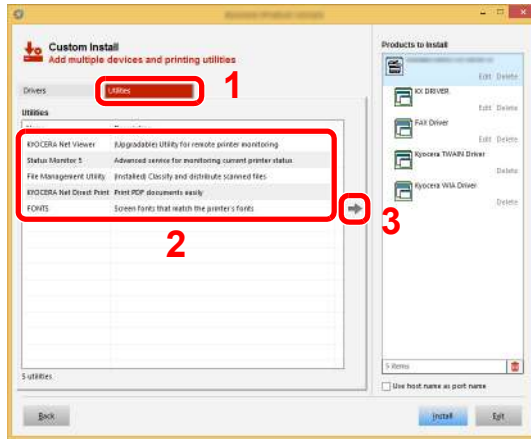 Custom Install
Add multiple devices and printing utilities
Products to Install
Edit Delete
1
Drivers
Utilities
KX DRIVER
Edit Delete
Utilities
FAX Driver
Edit Delete
KYOCERA Net Viewer (Upgradable) Utility for remote printer monitoring
Kyocera TWAIN Driver
Delete
Status Monitor 5 Advanced service for monitoring current printer status
File Management Utility (Installed) Classify and distribute scanned files
Kyocera WIA Driver
Delete
KYOCERA Net Direct Print Print PDF documents easily
FONTS Screen fonts that match the printer's fonts
3
2
5 items
5 utilities
Use host name as port name
Back
Install
Exit